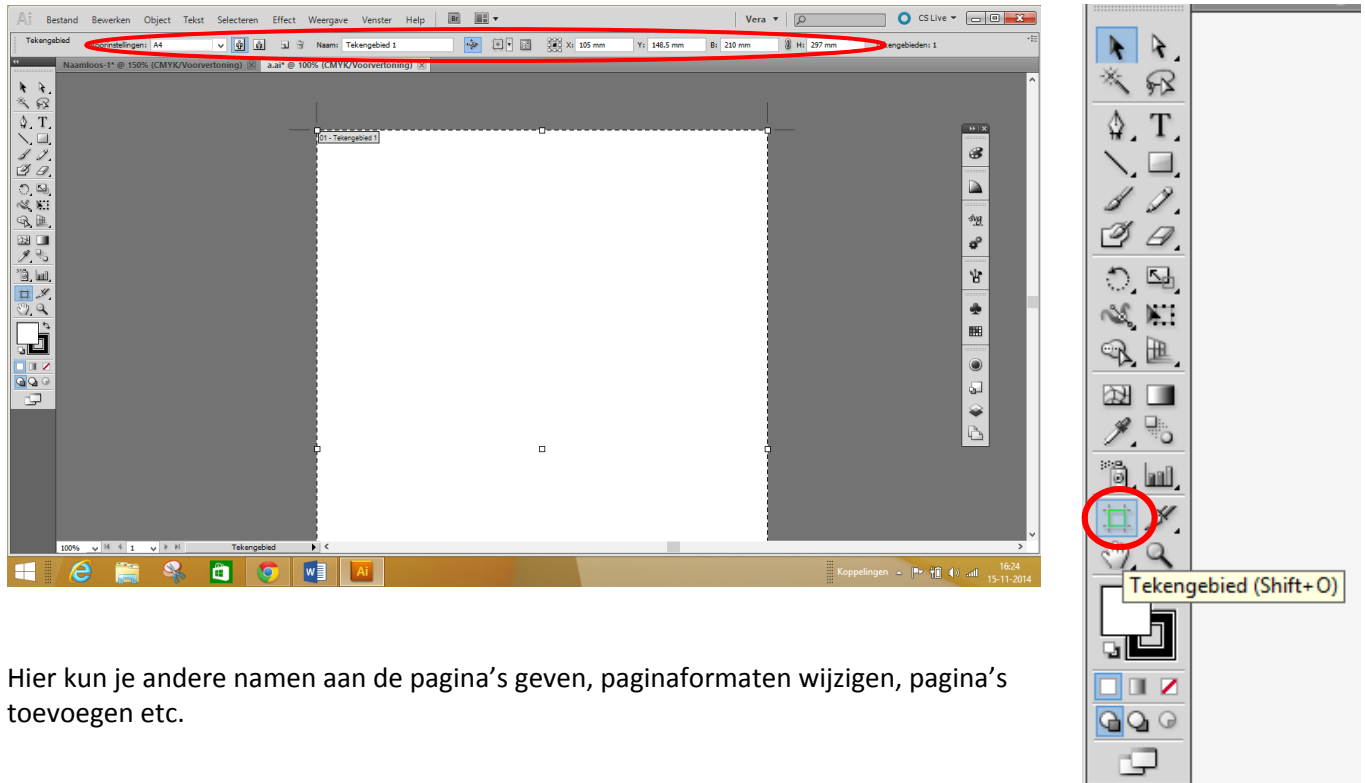 Ai Bestand Bewerken Object Tekst Selecteren Effect Weergave Venster Help Br Vera CS Live
Tekengebied Voorinstellingen: A4 Naam: Tekengebied 1 X: 105 mm Y: 148.5 mm B: 210 mm H: 297 mm Tekengebieden: 1
Naamloos-1* @ 150% (CMYK/Voorvertoning) a.ai* @ 100% (CMYK/Voorvertoning)
01 - Tekengebied 1
100% 1 Tekengebied
Koppelingen 16:24
15-11-2014
Tekengebied (Shift+O)
Hier kun je andere namen aan de pagina’s geven, paginaformaten wijzigen, pagina’s
toevoegen etc.